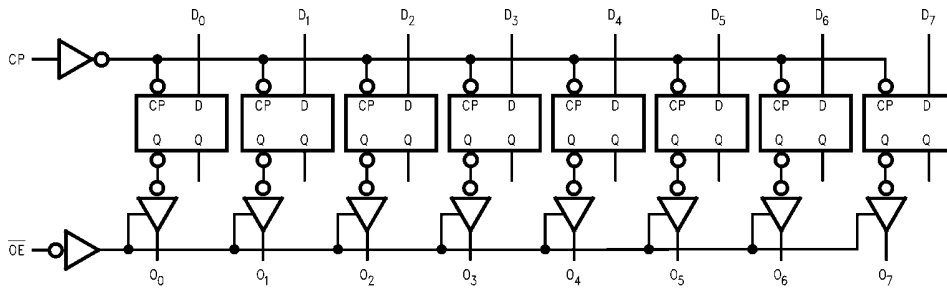 D₀ D₁ D₂ D₃ D₄ D₅ D₆ D₇
CP
CP D CP D CP D CP D CP D CP D CP D CP D
Q Q Q Q Q Q Q Q Q Q Q Q Q Q Q Q
O̅E̅
O₀ O₁ O₂ O₃ O₄ O₅ O₆ O₇